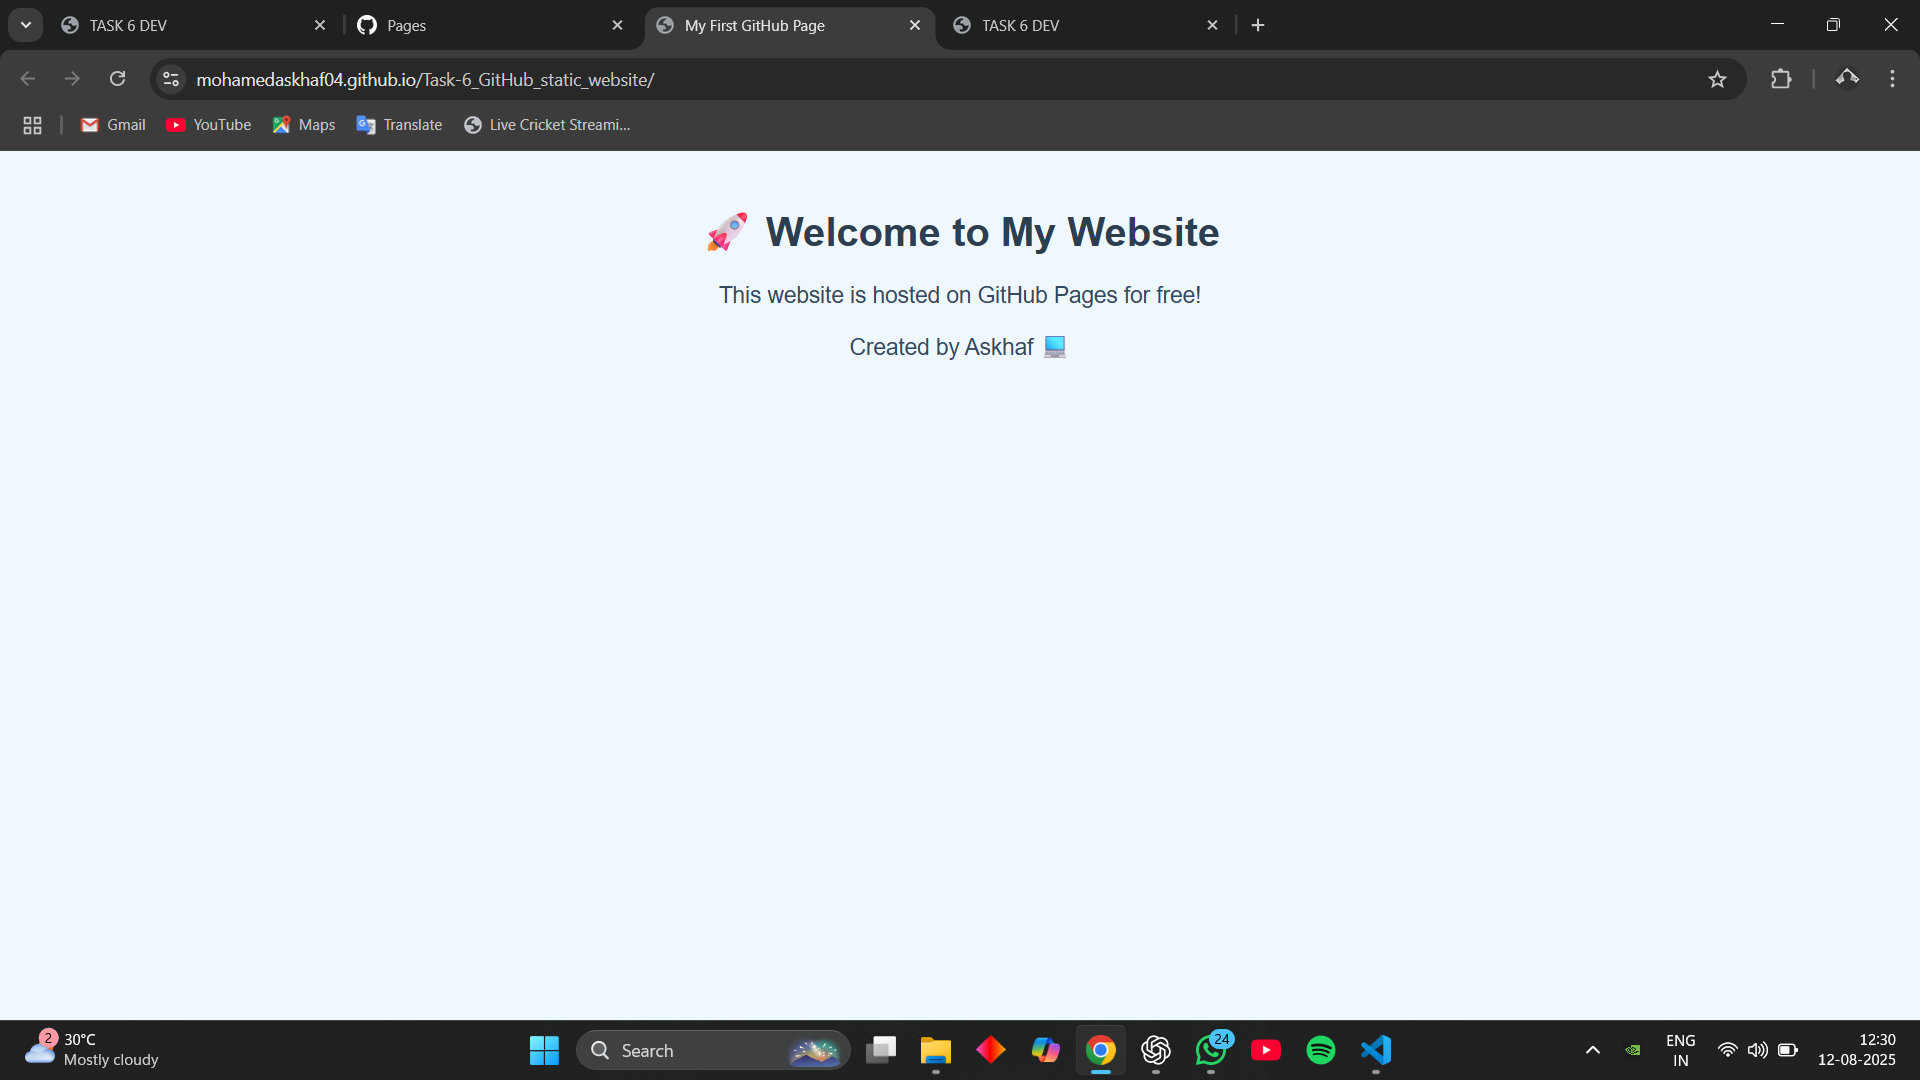 TASK 6 DEV
Pages
My First GitHub Page
TASK 6 DEV
mohamedaskhaf04.github.io/Task-6_GitHub_static_website/
Gmail
YouTube
Maps
Translate
Live Cricket Streami...
🚀 Welcome to My Website
This website is hosted on GitHub Pages for free!
Created by Askhaf 💻
2
30°C
Mostly cloudy
Search
24
ENG
IN
12:30
12-08-2025